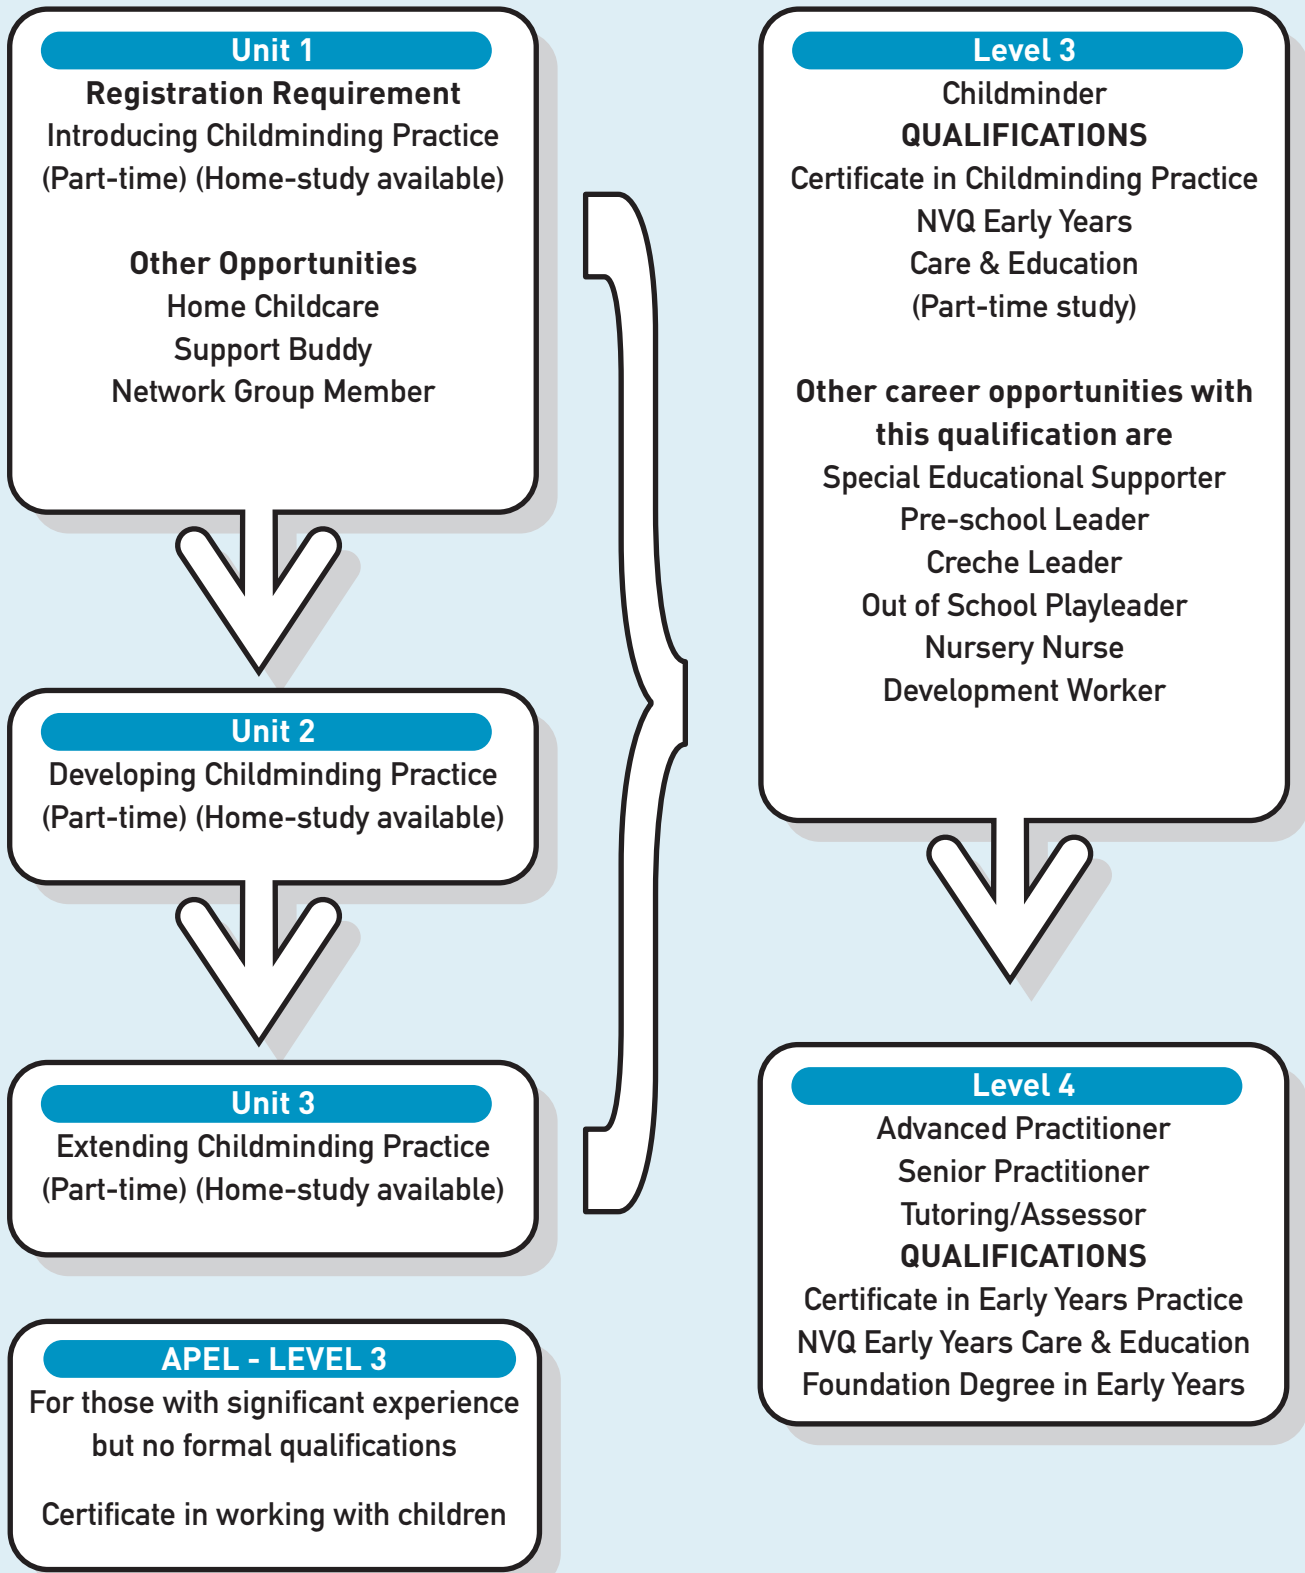 Unit 1
Registration Requirement
Introducing Childminding Practice
(Part-time) (Home-study available)
Other Opportunities
Home Childcare
Support Buddy
Network Group Member
Unit 2
Developing Childminding Practice
(Part-time) (Home-study available)
Unit 3
Extending Childminding Practice
(Part-time) (Home-study available)
APEL - LEVEL 3
For those with significant experience
but no formal qualifications
Certificate in working with children
Level 3
Childminder
QUALIFICATIONS
Certificate in Childminding Practice
NVQ Early Years
Care & Education
(Part-time study)
Other career opportunities with
this qualification are
Special Educational Supporter
Pre-school Leader
Creche Leader
Out of School Playleader
Nursery Nurse
Development Worker
Level 4
Advanced Practitioner
Senior Practitioner
Tutoring/Assessor
QUALIFICATIONS
Certificate in Early Years Practice
NVQ Early Years Care & Education
Foundation Degree in Early Years